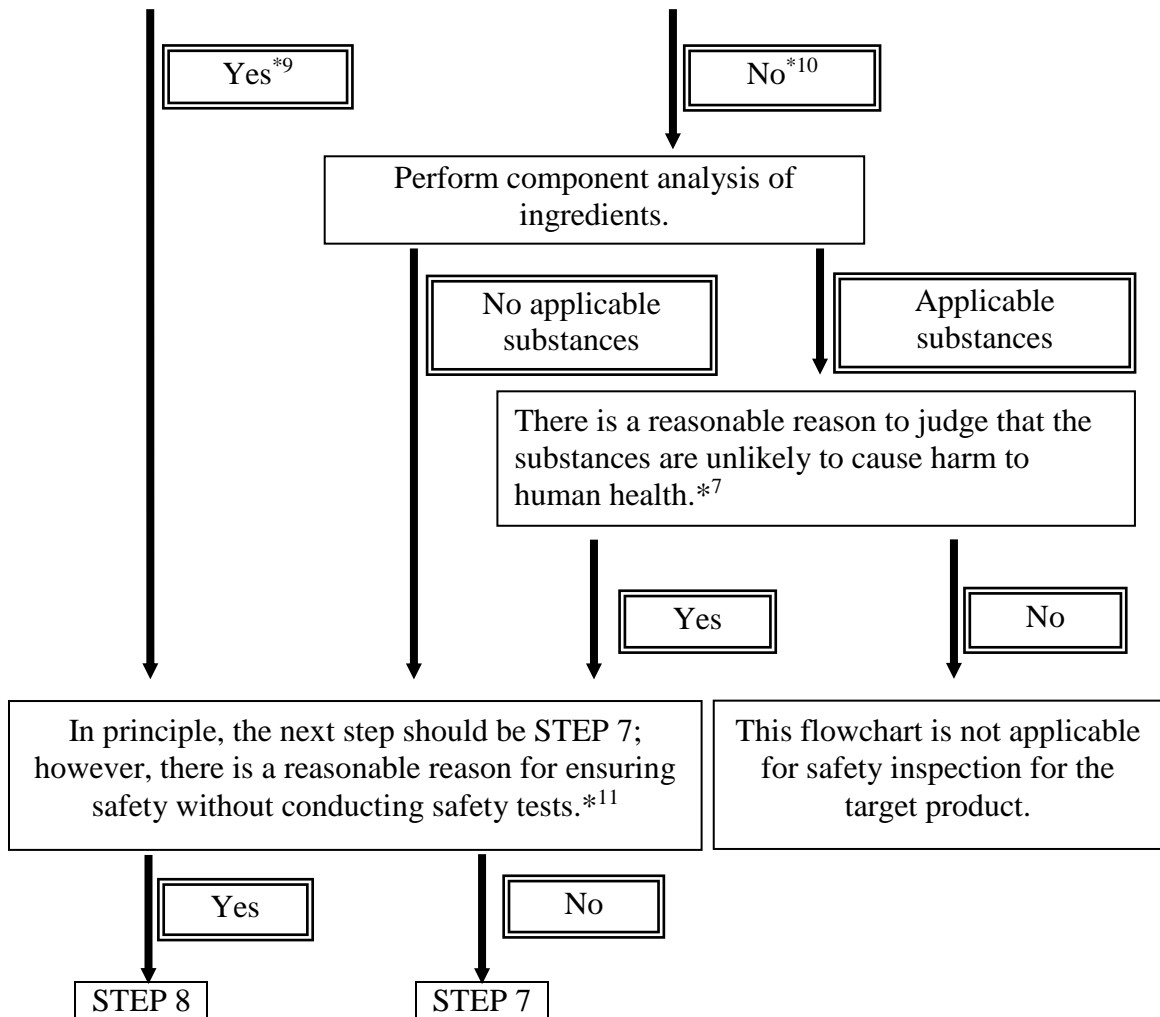 Yes*9
No*10
Perform component analysis of
ingredients.
No applicable
substances
Applicable
substances
There is a reasonable reason to judge that the
substances are unlikely to cause harm to
human health.*7
Yes
No
In principle, the next step should be STEP 7;
however, there is a reasonable reason for ensuring
safety without conducting safety tests.*11
This flowchart is not applicable
for safety inspection for the
target product.
Yes
No
STEP 8
STEP 7